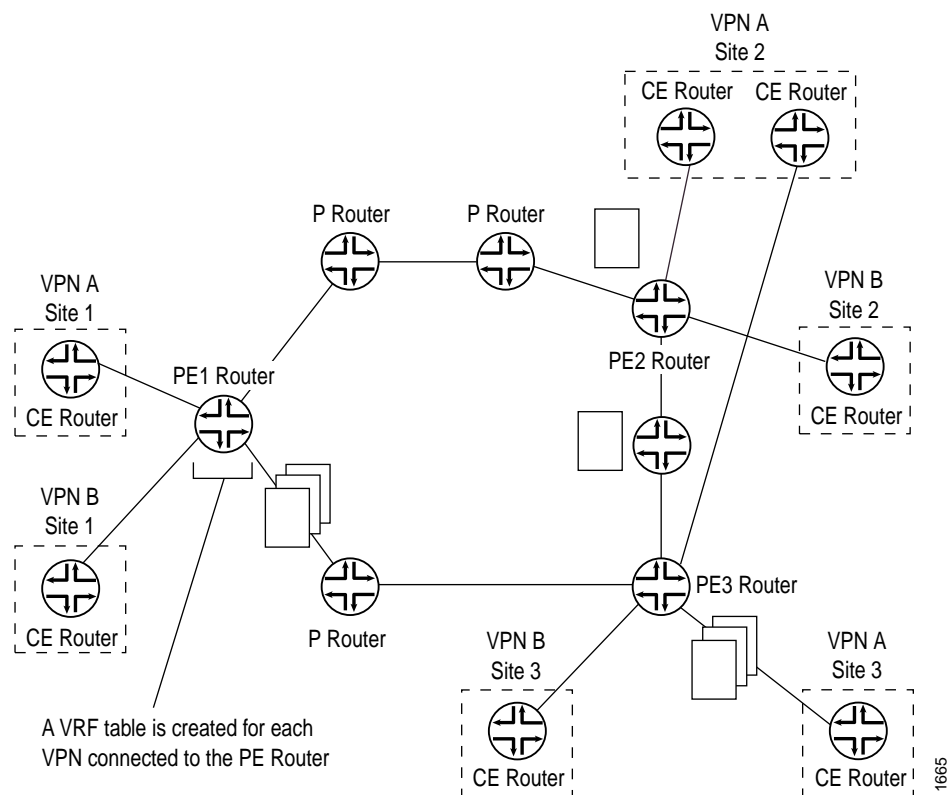 VPN A
Site 2
CE Router
CE Router
P Router
P Router
VPN A
Site 1
VPN B
Site 2
PE1 Router
PE2 Router
CE Router
CE Router
VPN B
Site 1
PE3 Router
CE Router
P Router
VPN B
Site 3
VPN A
Site 3
A VRF table is created for each
VPN connected to the PE Router
CE Router
CE Router
1665